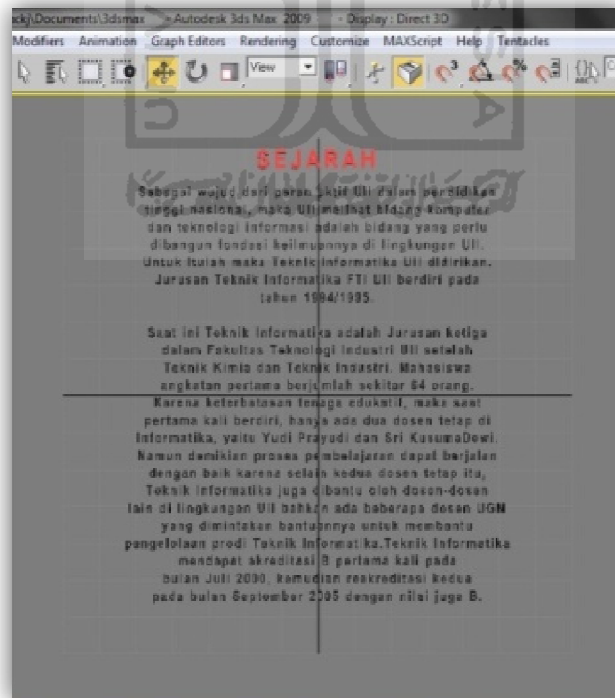 ackj\Documents\3dsmax - Autodesk 3ds Max 2009 - Display : Direct 3D
Modifiers Animation Graph Editors Rendering Customize MAXScript Help Tentacles
View
SEJARAH
Sebagai wujud dari peran aktif UII dalam pendidikan
tinggi nasional, maka UII melihat bidang komputer
dan teknologi informasi adalah bidang yang perlu
dibangun fondasi keilmuannya di lingkungan UII.
Untuk itulah maka Teknik Informatika UII didirikan.
Jurusan Teknik Informatika FTI UII berdiri pada
tahun 1994/1995.
Saat ini Teknik Informatika adalah Jurusan ketiga
dalam Fakultas Teknologi Industri UII setelah
Teknik Kimia dan Teknik Industri. Mahasiswa
angkatan pertama berjumlah sekitar 64 orang.
Karena keterbatasan tenaga edukatif, maka saat
pertama kali berdiri, hanya ada dua dosen tetap di
Informatika, yaitu Yudi Prayudi dan Sri KusumaDewi.
Namun demikian proses pembelajaran dapat berjalan
dengan baik karena selain kedua dosen tetap itu,
Teknik Informatika juga dibantu oleh dosen-dosen
lain di lingkungan UII bahkan ada beberapa dosen UGN
yang dimintakan bantuannya untuk membantu
pengelolaan prodi Teknik Informatika.Teknik Informatika
mendapat akreditasi B pertama kali pada
bulan Juli 2000, kemudian reakreditasi kedua
pada bulan September 2005 dengan nilai juga B.